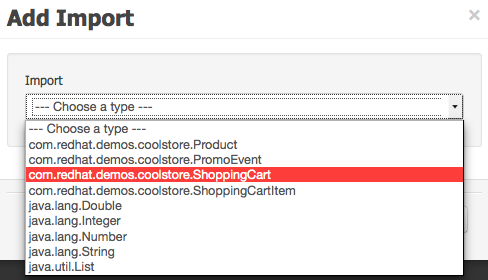 Add Import
×
Import
--- Choose a type ---
--- Choose a type ---
com.redhat.demos.coolstore.Product
com.redhat.demos.coolstore.PromoEvent
com.redhat.demos.coolstore.ShoppingCart
com.redhat.demos.coolstore.ShoppingCartItem
java.lang.Double
java.lang.Integer
java.lang.Number
java.lang.String
java.util.List